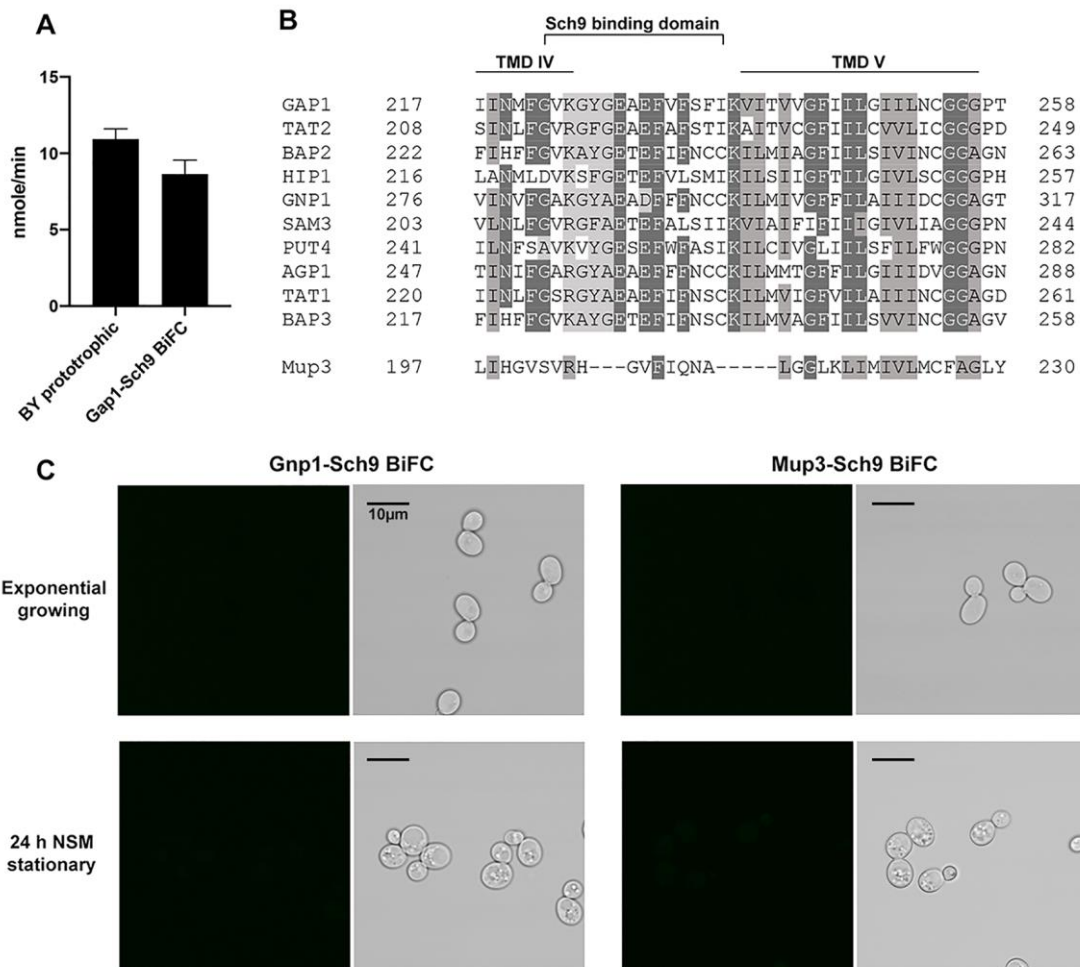 A
15
10
5
0
nmole/min
BY prototrophic
Gap1-Sch9 BiFC
B
Sch9 binding domain
TMD IV TMD V
GAP1 217 IINMFGVKGYGEAEFVFSFIKVITVVGFIILGIILNCGGGPT 258
TAT2 208 SINLFGVRGFGEAEFAFSTIKAITVCGFIILCVVLICGGGPD 249
BAP2 222 FIHFFGVKAYGETEFIFNCCKILMIAGFIILSIVINCGGAGN 263
HIP1 216 LANMLDVKSFGETEFVLSMIKILSIIGFTILGIVLSCGGGPH 257
GNP1 276 VINVFGAKGYAEADFFFNCCKILMIVGFFILAIIIDCGGAGT 317
SAM3 203 VLNLFGVRGFAETEFALSIIKVIAIFIFIIIGIVLIAGGGPN 244
PUT4 241 ILNFSAVKVYGESEFWFASIKILCIVGLIILSFILFWGGGPN 282
AGP1 247 TINIFGARGYAEAEFFFNCCKILMMTGFFILGIIIDVGGAGN 288
TAT1 220 IINLFGSRGYAEAEFIFNSCKILMVIGFVILAIIINCGGAGD 261
BAP3 217 FIHFFGVKAYGETEFIFNSCKILMVAGFIILSVVINCGGAGV 258
Mup3 197 LIHGVSVRH---GVFIQNA-----LGGLKLIMIVLMCFAGLY 230
C
Gnp1-Sch9 BiFC
Mup3-Sch9 BiFC
10µm
Exponential
growing
24 h NSM
stationary